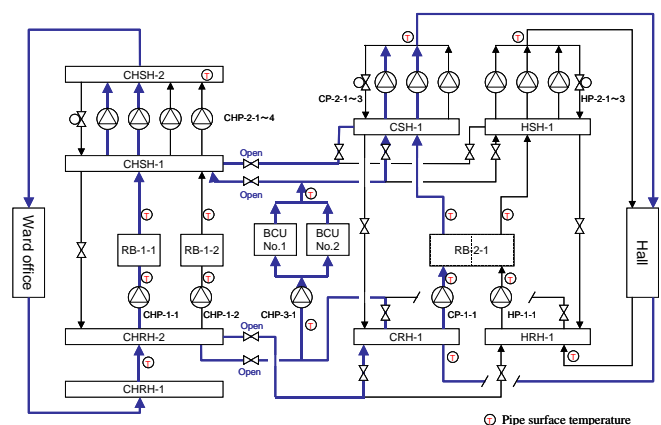 CHSH-2
T
T
CP-2-1～3
HP-2-1～3
CHP-2-1～4
CSH-1
HSH-1
Open
CHSH-1
Open
T
T
T
Ward office
RB-1-1
RB-1-2
BCU
No.1
BCU
No.2
T
T
RB-2-1
Hall
T
T
T
T
CHP-1-1
CHP-1-2
CHP-3-1
CP-1-1
HP-1-1
T
Open
CHRH-2
CRH-1
HRH-1
T
T
T
Open
CHRH-1
T Pipe surface temperature